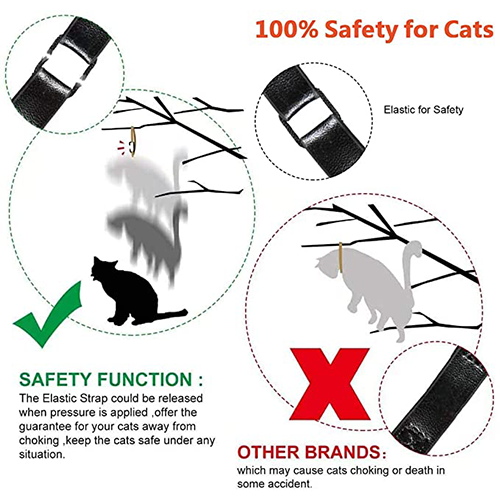 100% Safety for Cats
Elastic for Safety
SAFETY FUNCTION :
The Elastic Strap could be released
when pressure is applied ,offer the
guarantee for your cats away from
choking ,keep the cats safe under any
situation.
OTHER BRANDS:
which may cause cats choking or death in
some accident.